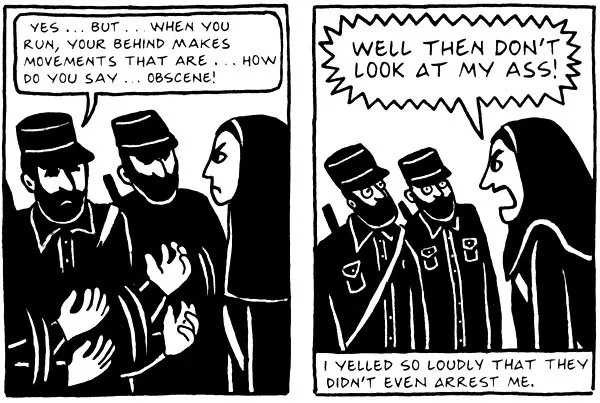 YES ... BUT ... WHEN YOU
RUN, YOUR BEHIND MAKES
MOVEMENTS THAT ARE ... HOW
DO YOU SAY ... OBSCENE!
WELL THEN DON'T
LOOK AT MY ASS!
I YELLED SO LOUDLY THAT THEY
DIDN'T EVEN ARREST ME.